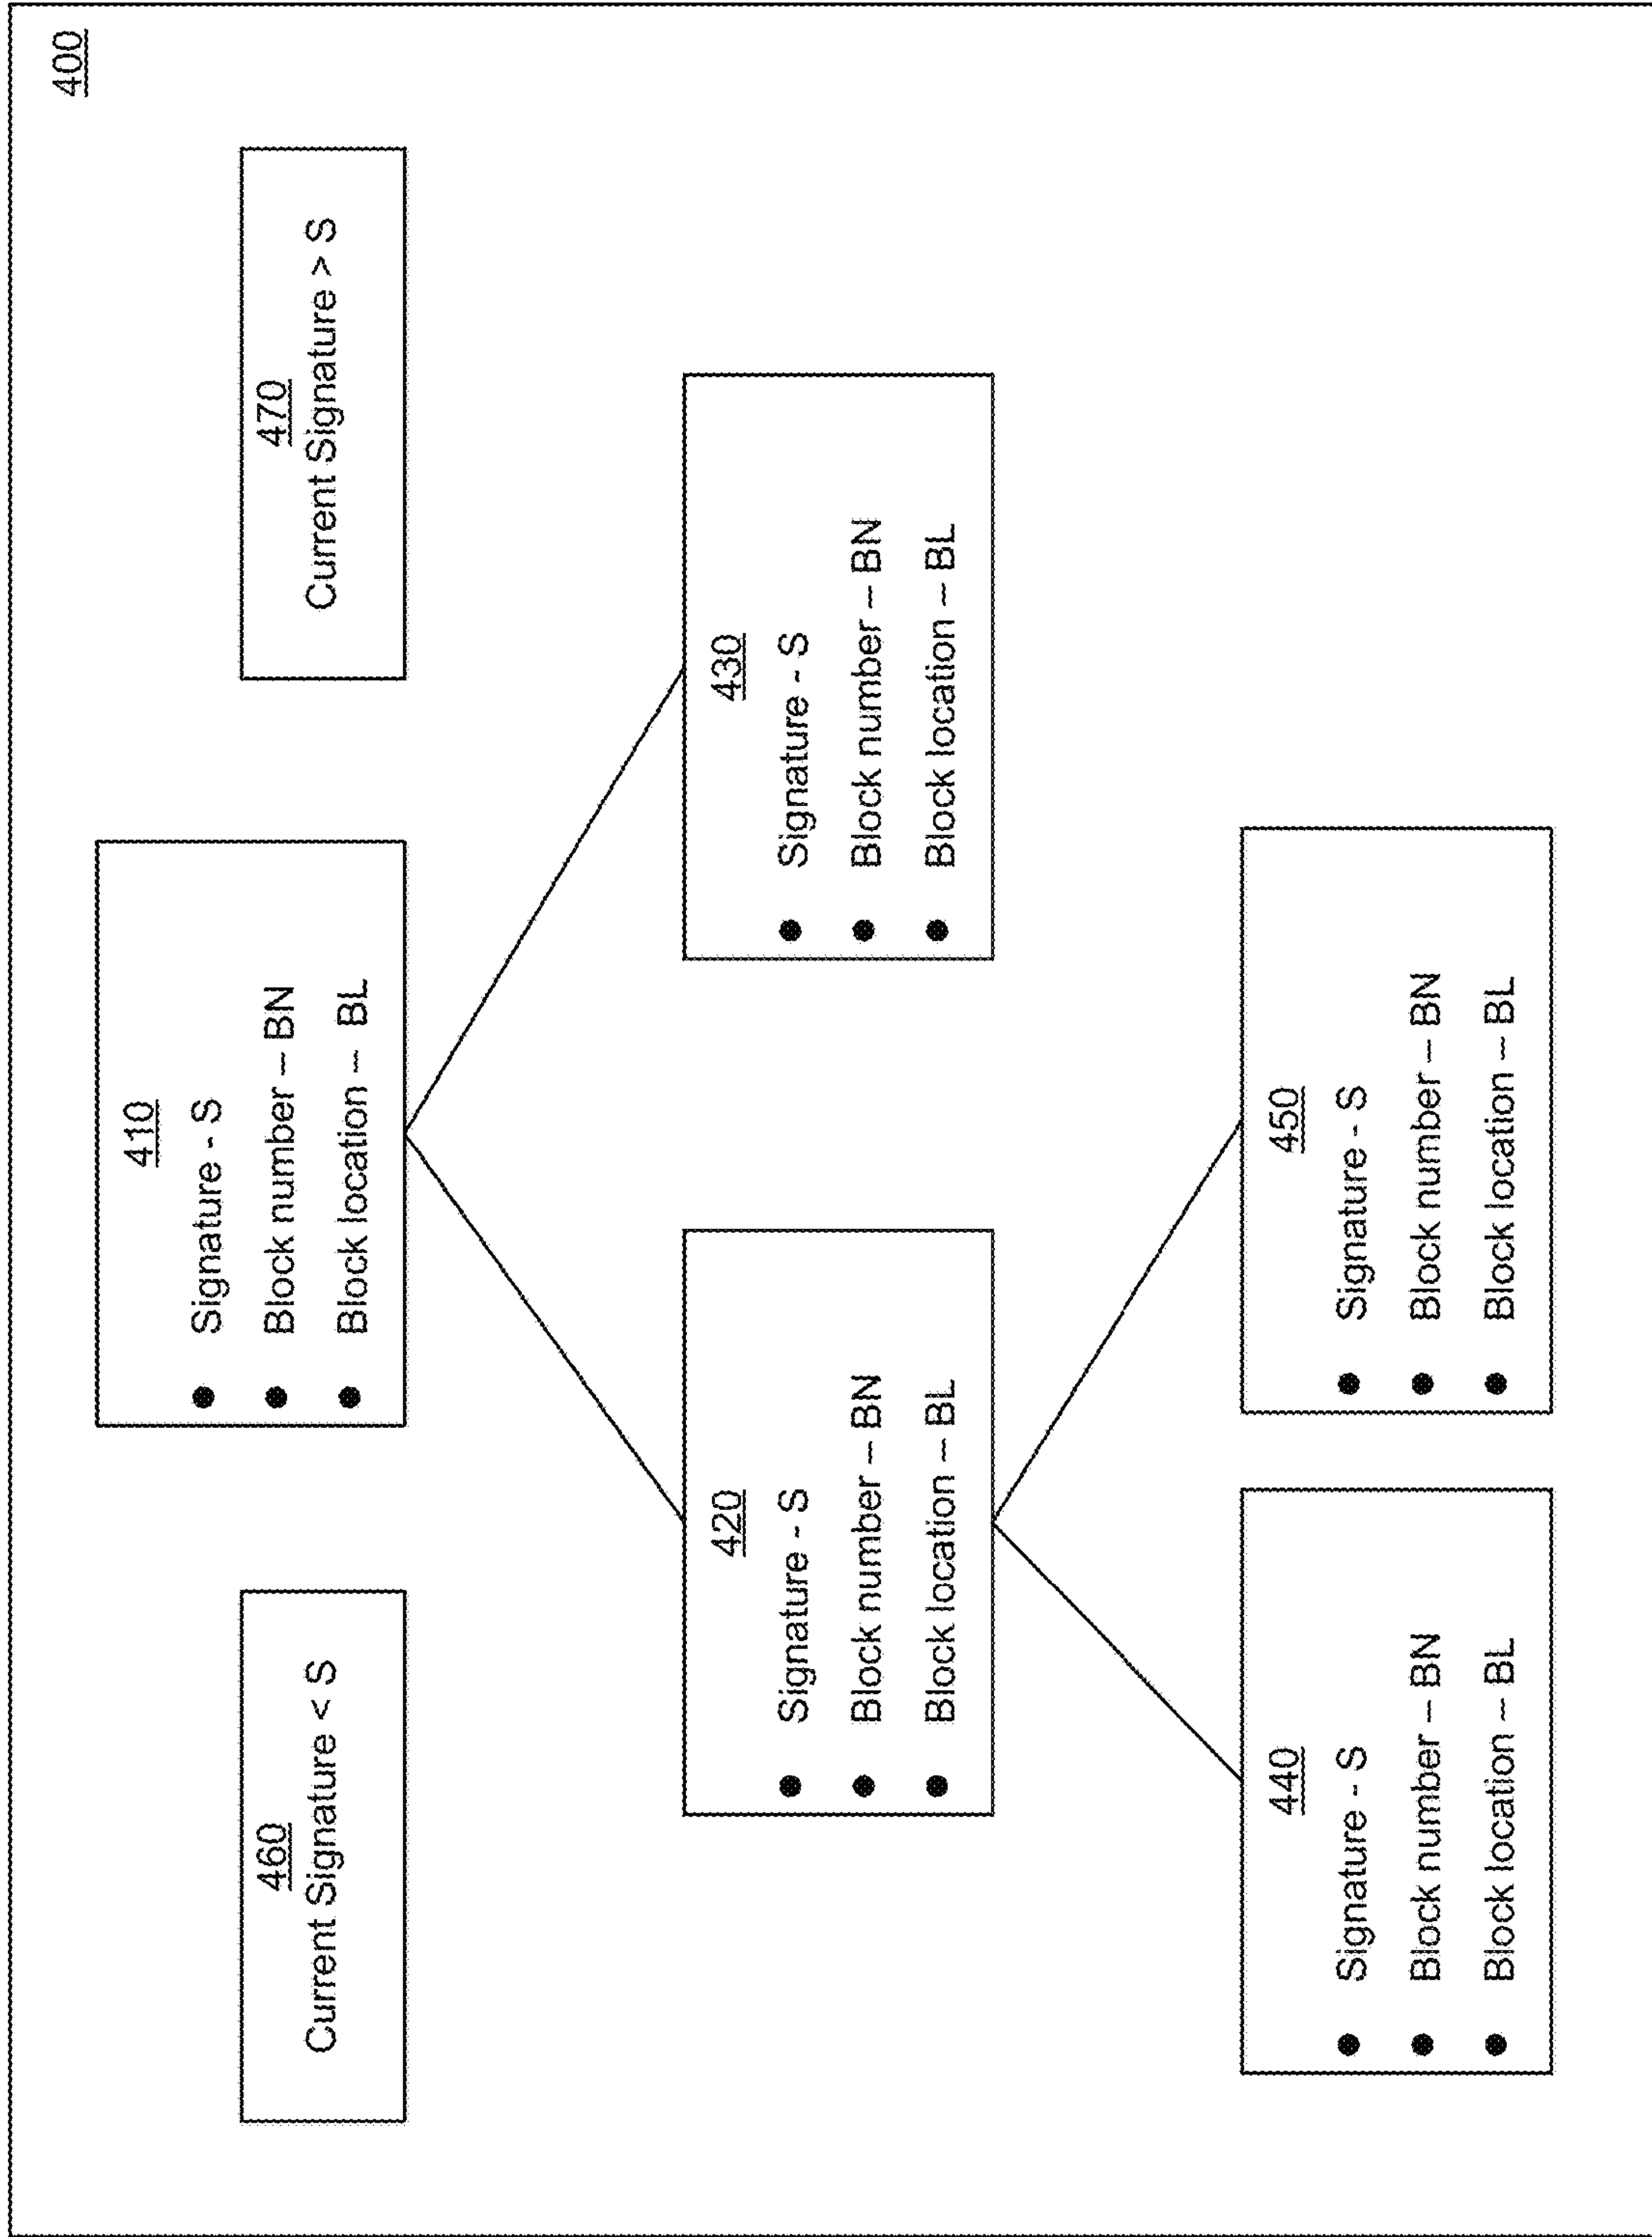 400
410
● Signature - S
● Block number – BN
● Block location – BL
460
Current Signature < S
470
Current Signature > S
420
● Signature - S
● Block number – BN
● Block location – BL
430
● Signature - S
● Block number – BN
● Block location – BL
440
● Signature - S
● Block number – BN
● Block location – BL
450
● Signature - S
● Block number – BN
● Block location – BL